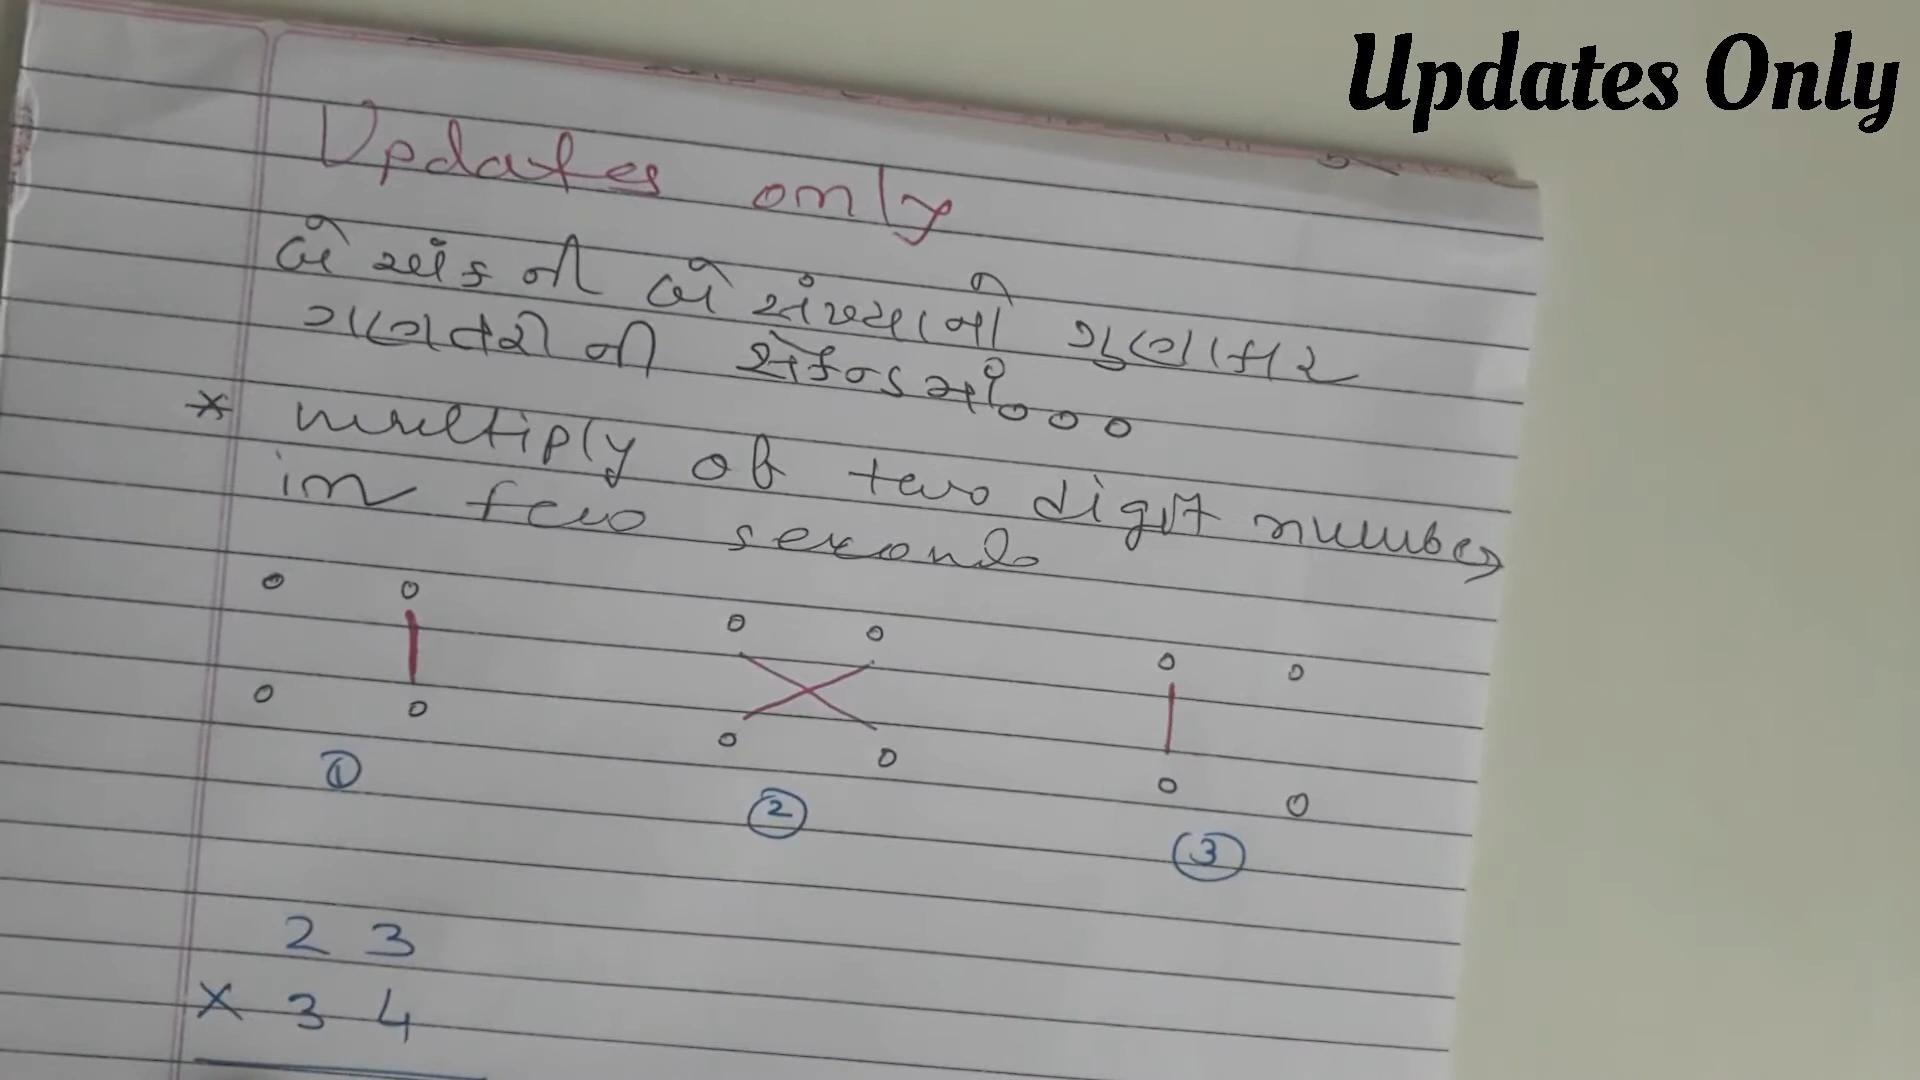 Updates Only
Updates only
બે અંક ની બે સંખ્યાનો ગુણાકાર
ગણતરી ની સેકન્ડ માં...
* multiply of two digit number
in few seconds
① ② ③
2 3
× 3 4